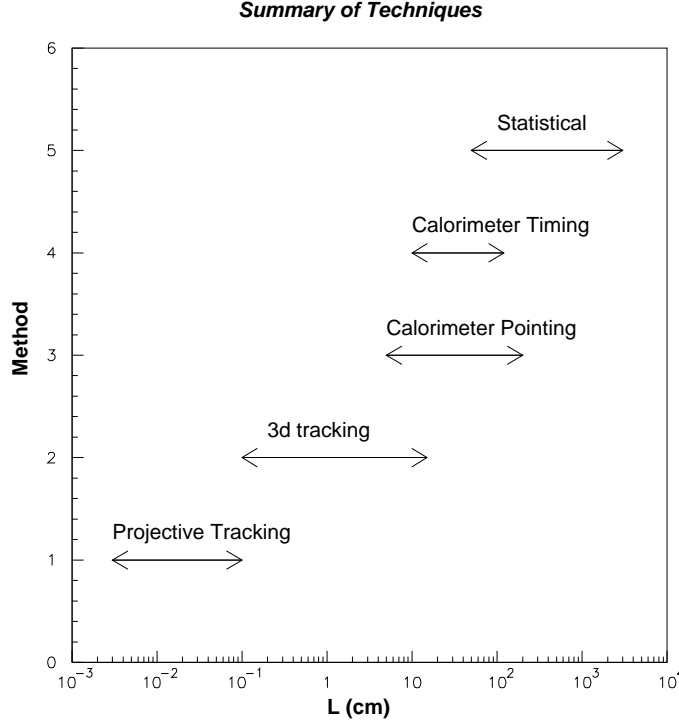 Summary of Techniques
6
5
4
3
2
1
0
Method
Statistical
Calorimeter Timing
Calorimeter Pointing
3d tracking
Projective Tracking
10⁻³
10⁻²
10⁻¹
1
10
10²
10³
10⁴
L (cm)